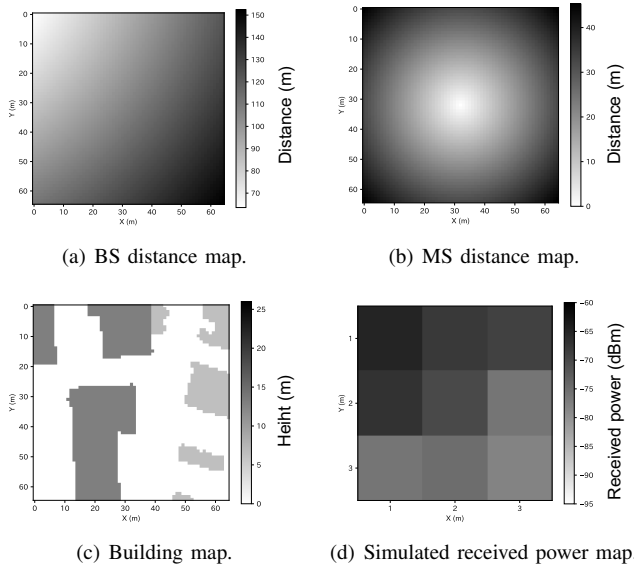 0
10
20
30
40
50
60
Y (m)
0 10 20 30 40 50 60
X (m)
150
140
130
120
110
100
90
80
70
Distance (m)
(a) BS distance map.
0
10
20
30
40
50
60
Y (m)
0 10 20 30 40 50 60
X (m)
40
30
20
10
0
Distance (m)
(b) MS distance map.
0
10
20
30
40
50
60
Y (m)
0 10 20 30 40 50 60
X (m)
25
20
15
10
5
0
Heiht (m)
(c) Building map.
1
2
3
Y (m)
1 2 3
X (m)
−60
−65
−70
−75
−80
−85
−90
−95
Received power (dBm)
(d) Simulated received power map